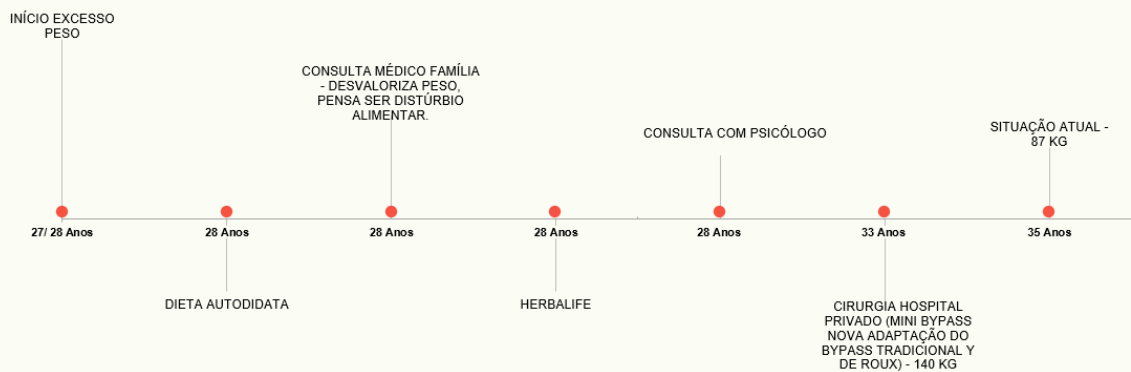 INÍCIO EXCESSO
PESO
CONSULTA MÉDICO FAMÍLIA
- DESVALORIZA PESO,
PENSA SER DISTÚRBIO
ALIMENTAR.
CONSULTA COM PSICÓLOGO
SITUAÇÃO ATUAL -
87 KG
27/ 28 Anos
28 Anos
28 Anos
28 Anos
28 Anos
33 Anos
35 Anos
DIETA AUTODIDATA
HERBALIFE
CIRURGIA HOSPITAL
PRIVADO (MINI BYPASS
NOVA ADAPTAÇÃO DO
BYPASS TRADICIONAL Y
DE ROUX) - 140 KG